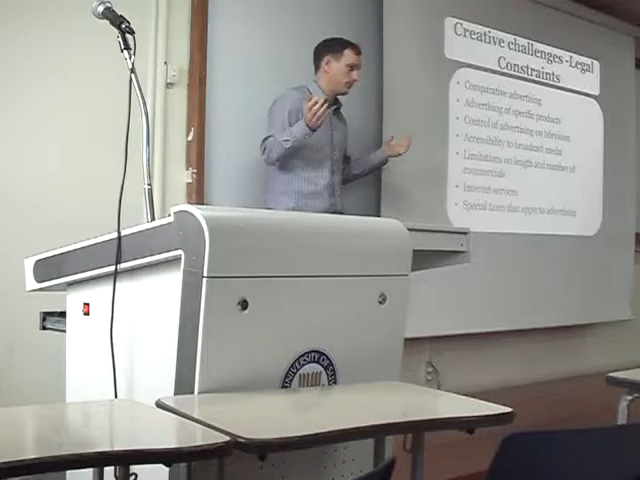 Creative challenges -Legal
Constraints
Comparative advertising
Advertising of specific products
Control of advertising on television
Accessibility to broadcast media
Limitations on length and number of
commercials
Internet services
Special taxes that apply to advertising
UNIVERSITY OF